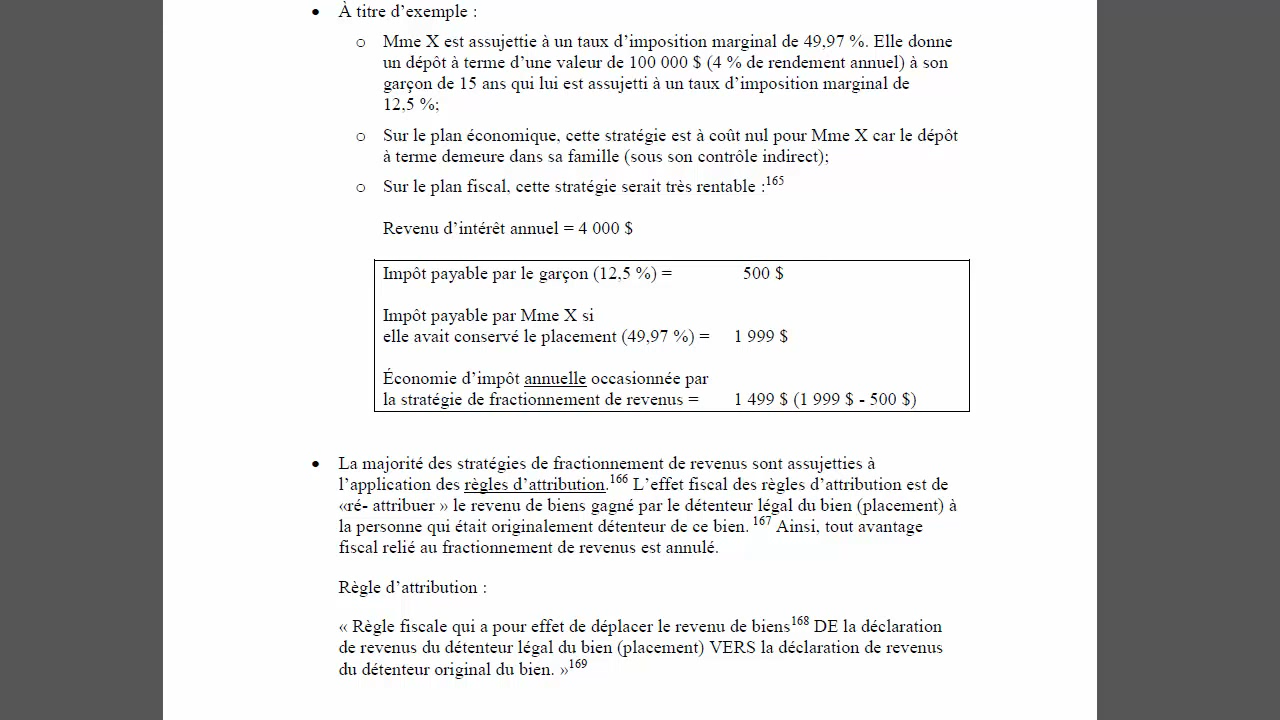 • À titre d’exemple :
o Mme X est assujettie à un taux d’imposition marginal de 49,97 %. Elle donne
un dépôt à terme d’une valeur de 100 000 $ (4 % de rendement annuel) à son
garçon de 15 ans qui lui est assujetti à un taux d’imposition marginal de
12,5 %;
o Sur le plan économique, cette stratégie est à coût nul pour Mme X car le dépôt
à terme demeure dans sa famille (sous son contrôle indirect);
o Sur le plan fiscal, cette stratégie serait très rentable :165
Revenu d’intérêt annuel = 4 000 $
Impôt payable par le garçon (12,5 %) = 500 $
Impôt payable par Mme X si
elle avait conservé le placement (49,97 %) = 1 999 $
Économie d’impôt annuelle occasionnée par
la stratégie de fractionnement de revenus = 1 499 $ (1 999 $ - 500 $)
• La majorité des stratégies de fractionnement de revenus sont assujetties à
l’application des règles d’attribution.166 L’effet fiscal des règles d’attribution est de
«ré- attribuer » le revenu de biens gagné par le détenteur légal du bien (placement) à
la personne qui était originalement détenteur de ce bien. 167 Ainsi, tout avantage
fiscal relié au fractionnement de revenus est annulé.
Règle d’attribution :
« Règle fiscale qui a pour effet de déplacer le revenu de biens168 DE la déclaration
de revenus du détenteur légal du bien (placement) VERS la déclaration de revenus
du détenteur original du bien. »169